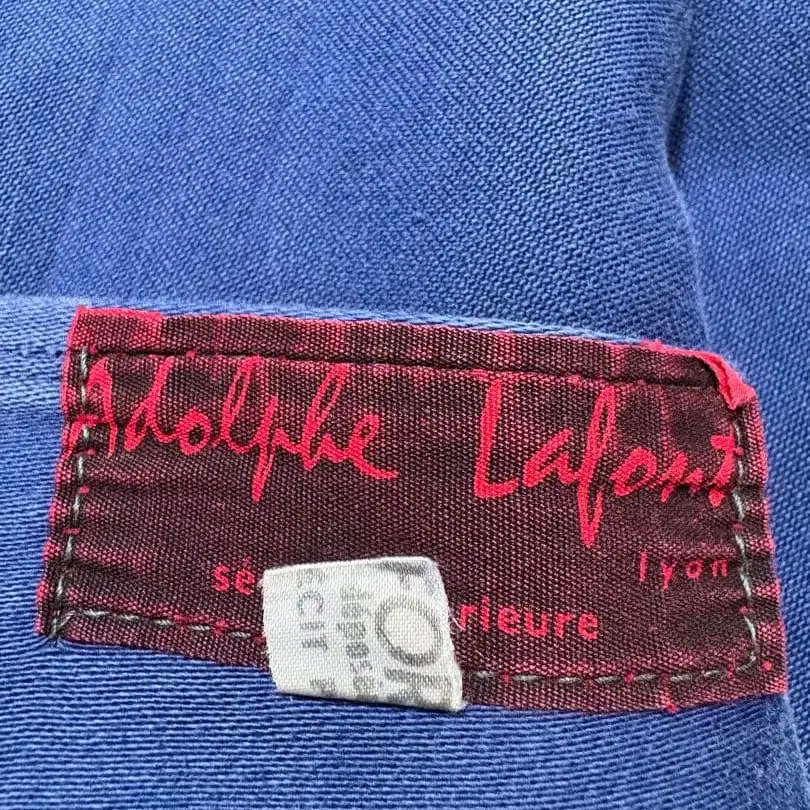 Adolphe Lafont
lyon
sé rieure